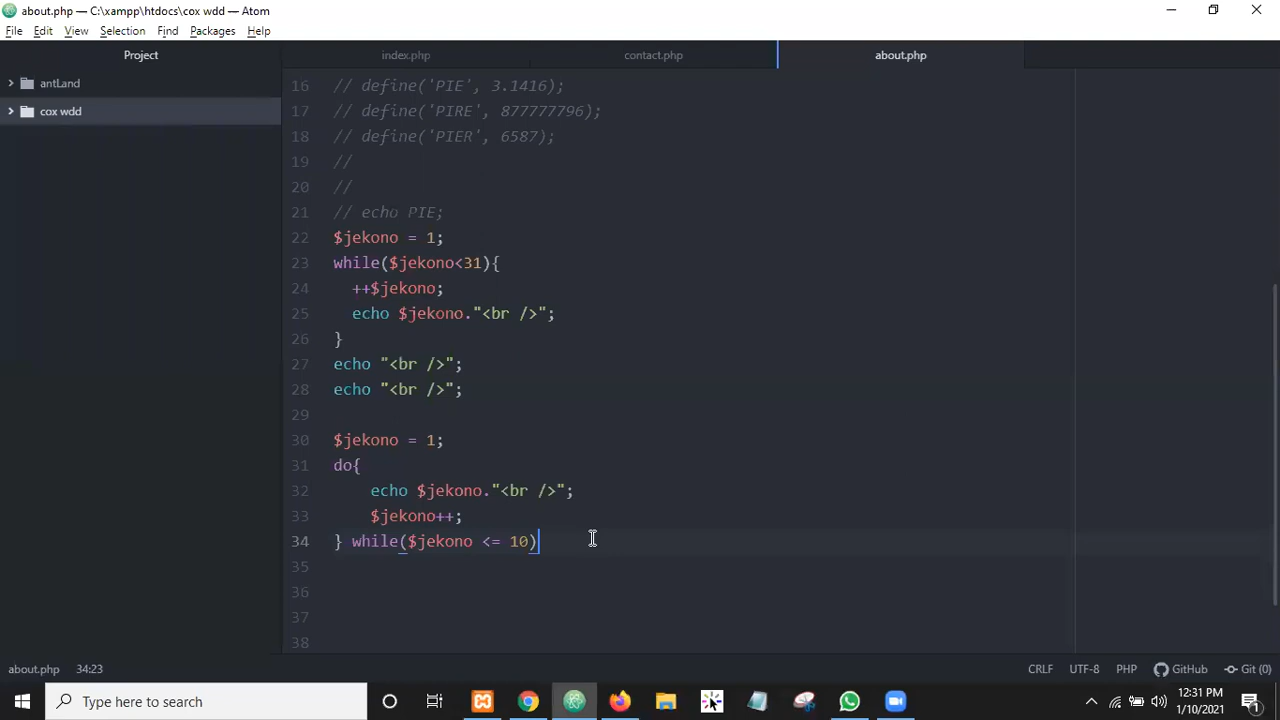 about.php — C:\xampp\htdocs\cox wdd — Atom
File Edit View Selection Find Packages Help
Project
index.php contact.php about.php
antLand
cox wdd
16 // define('PIE', 3.1416);
17 // define('PIRE', 877777796);
18 // define('PIER', 6587);
19 //
20 //
21 // echo PIE;
22 $jekono = 1;
23 while($jekono<31){
24 ++$jekono;
25 echo $jekono."<br />";
26 }
27 echo "<br />";
28 echo "<br />";
29
30 $jekono = 1;
31 do{
32 echo $jekono."<br />";
33 $jekono++;
34 } while($jekono <= 10)
35
36
37
38
about.php 34:23 CRLF UTF-8 PHP GitHub Git (0)
Type here to search
12:31 PM
1/10/2021
1